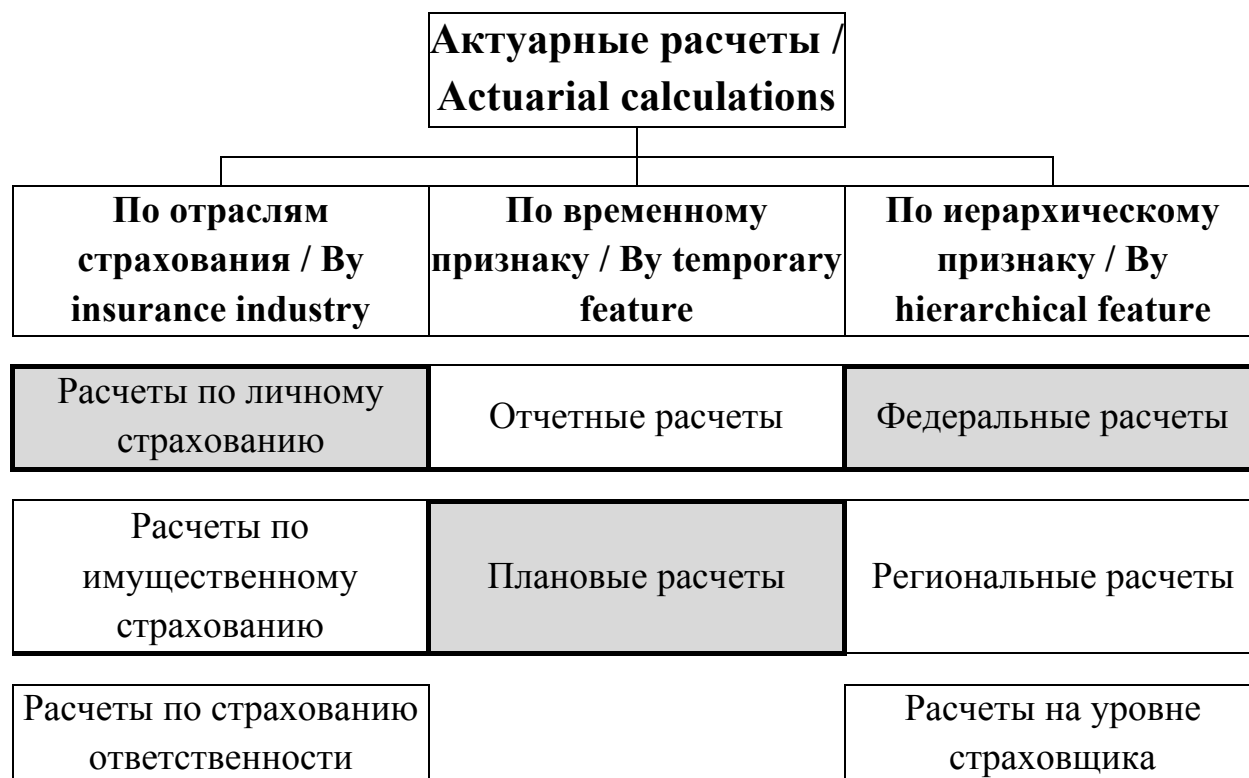 Актуарные расчеты /
Actuarial calculations
По отраслям
страхования / By
insurance industry
По временному
признаку / By temporary
feature
По иерархическому
признаку / By
hierarchical feature
Расчеты по личному
страхованию
Отчетные расчеты
Федеральные расчеты
Расчеты по
имущественному
страхованию
Плановые расчеты
Региональные расчеты
Расчеты по страхованию
ответственности
Расчеты на уровне
страховщика